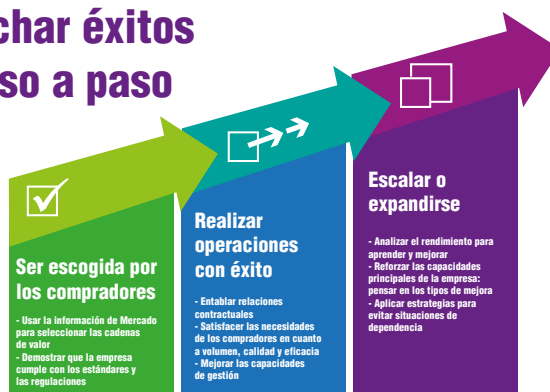 char éxitos
so a paso
Ser escogida por
los compradores
- Usar la información de Mercado
para seleccionar las cadenas
de valor
- Demostrar que la empresa
cumple con los estándares y
las regulaciones
Realizar
operaciones
con éxito
- Entablar relaciones
contractuales
- Satisfacer las necesidades
de los compradores en cuanto
a volumen, calidad y eficacia
- Mejorar las capacidades
de gestión
Escalar o
expandirse
- Analizar el rendimiento para
aprender y mejorar
- Reforzar las capacidades
principales de la empresa:
pensar en los tipos de mejora
- Aplicar estrategias para
evitar situaciones de
dependencia